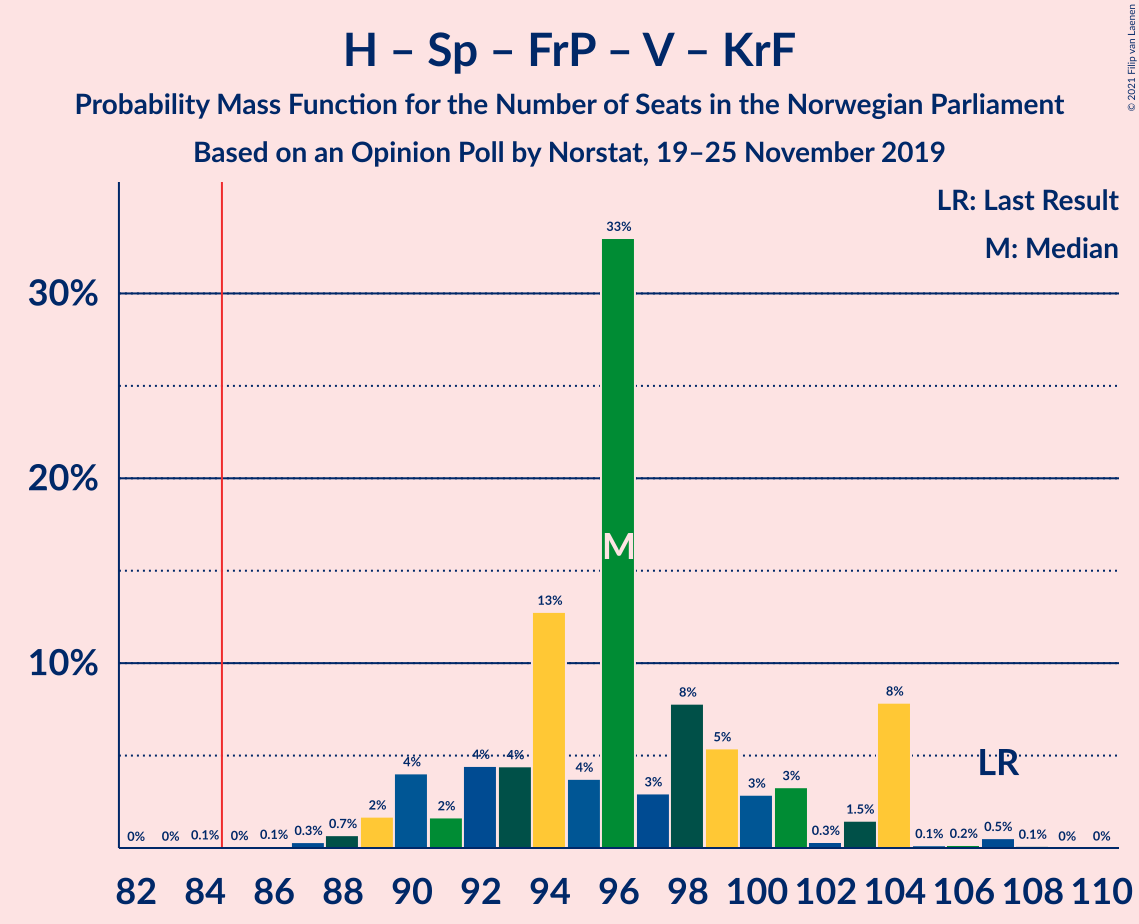 H – Sp – FrP – V – KrF
Probability Mass Function for the Number of Seats in the Norwegian Parliament
Based on an Opinion Poll by Norstat, 19–25 November 2019
© 2021 Filip van Laenen
LR: Last Result
M: Median
30%
20%
10%
0% 0% 0.1% 0% 0.1% 0.3% 0.7% 2% 4% 2% 4% 4% 13% 4% 33% 3% 8% 5% 3% 3% 0.3% 1.5% 8% 0.1% 0.2% 0.5% 0.1% 0% 0%
M
LR
82 84 86 88 90 92 94 96 98 100 102 104 106 108 110